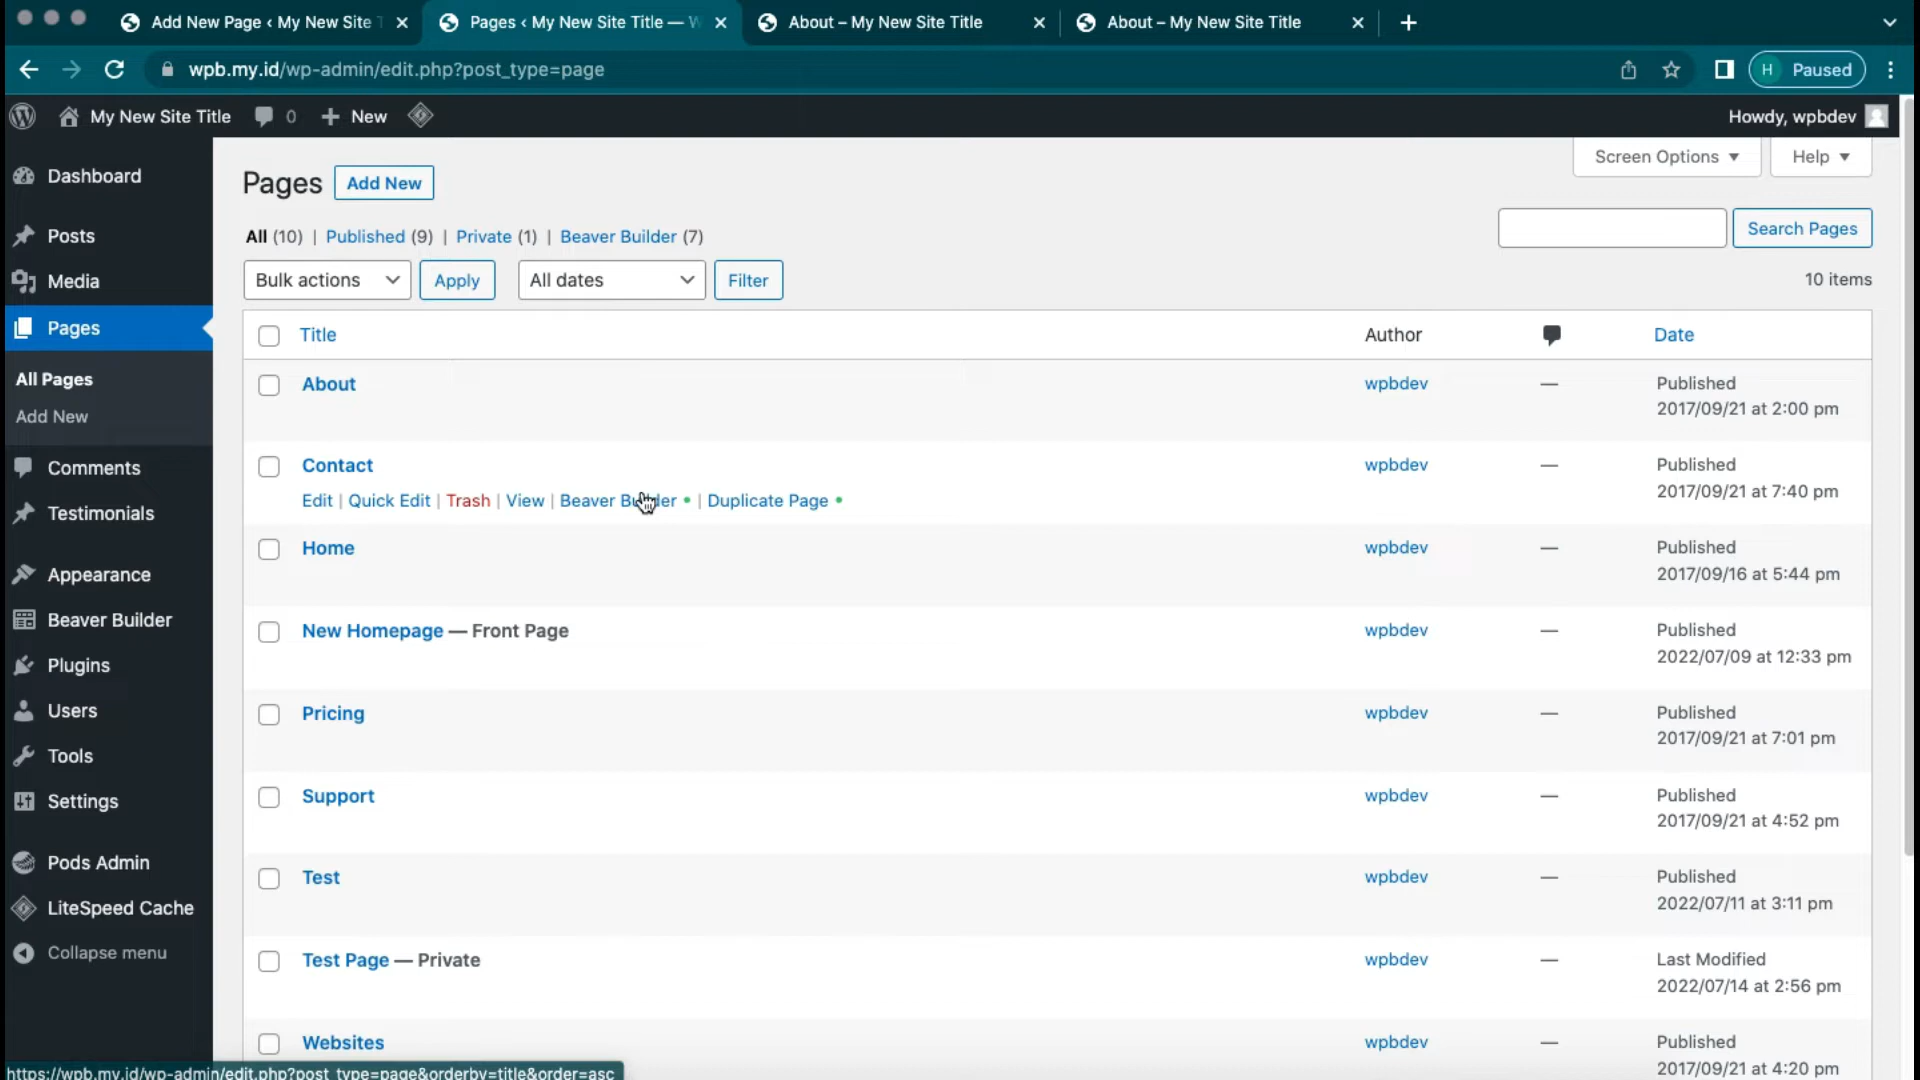 Add New Page ‹ My New Site T
Pages ‹ My New Site Title — W
About – My New Site Title
About – My New Site Title
wpb.my.id/wp-admin/edit.php?post_type=page
H Paused
My New Site Title 0 New
Howdy, wpbdev
Dashboard
Posts
Media
Pages
All Pages
Add New
Comments
Testimonials
Appearance
Beaver Builder
Plugins
Users
Tools
Settings
Pods Admin
LiteSpeed Cache
Collapse menu
Screen Options
Help
Pages
Add New
All (10) | Published (9) | Private (1) | Beaver Builder (7)
Search Pages
Bulk actions
Apply
All dates
Filter
10 items
Title Author Date
About wpbdev — Published
2017/09/21 at 2:00 pm
Contact wpbdev — Published
2017/09/21 at 7:40 pm
Edit | Quick Edit | Trash | View | Beaver Builder • | Duplicate Page •
Home wpbdev — Published
2017/09/16 at 5:44 pm
New Homepage — Front Page wpbdev — Published
2022/07/09 at 12:33 pm
Pricing wpbdev — Published
2017/09/21 at 7:01 pm
Support wpbdev — Published
2017/09/21 at 4:52 pm
Test wpbdev — Published
2022/07/11 at 3:11 pm
Test Page — Private wpbdev — Last Modified
2022/07/14 at 2:56 pm
Websites wpbdev — Published
2017/09/21 at 4:20 pm
https://wpb.my.id/wp-admin/edit.php?post_type=page&orderby=title&order=asc